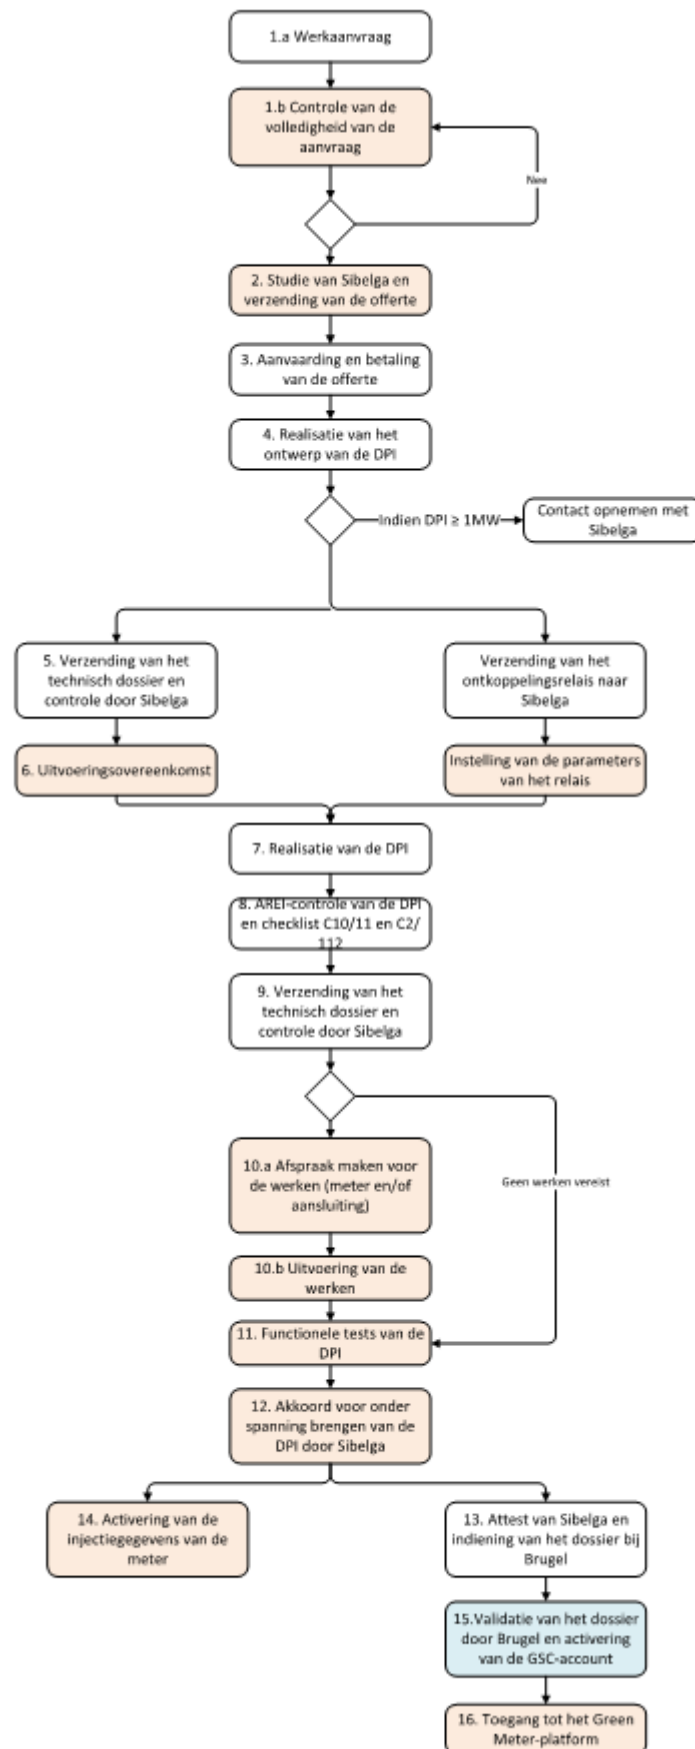 1.a Werkaanvraag
1.b Controle van de
volledigheid van de
aanvraag
Nee
2. Studie van Sibelga en
verzending van de offerte
3. Aanvaarding en betaling
van de offerte
4. Realisatie van het
ontwerp van de DPI
Indien DPI ≥ 1MW
Contact opnemen met
Sibelga
5. Verzending van het
technisch dossier en
controle door Sibelga
Verzending van het
ontkoppelingsrelais naar
Sibelga
6. Uitvoeringsovereenkomst
Instelling van de parameters
van het relais
7. Realisatie van de DPI
8. AREI-controle van de DPI
en checklist C10/11 en C2/
112
9. Verzending van het
technisch dossier en
controle door Sibelga
10.a Afspraak maken voor
de werken (meter en/of
aansluiting)
Geen werken vereist
10.b Uitvoering van de
werken
11. Functionele tests van de
DPI
12. Akkoord voor onder
spanning brengen van de
DPI door Sibelga
14. Activering van de
injectiegegevens van de
meter
13. Attest van Sibelga en
indiening van het dossier bij
Brugel
15.Validatie van het dossier
door Brugel en activering
van de GSC-account
16. Toegang tot het Green
Meter-platform